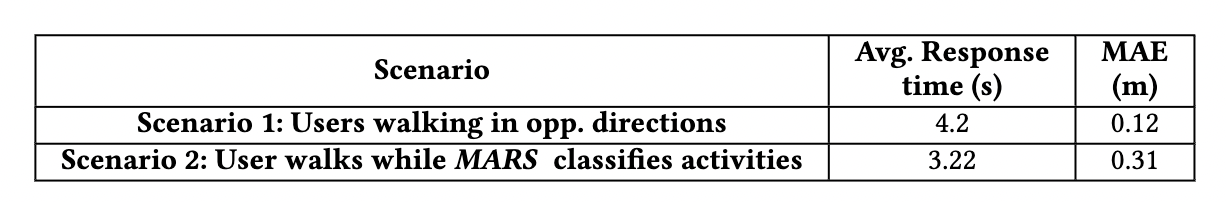 Scenario Avg. Response time (s) MAE (m)
Scenario 1: Users walking in opp. directions 4.2 0.12
Scenario 2: User walks while MARS classifies activities 3.22 0.31